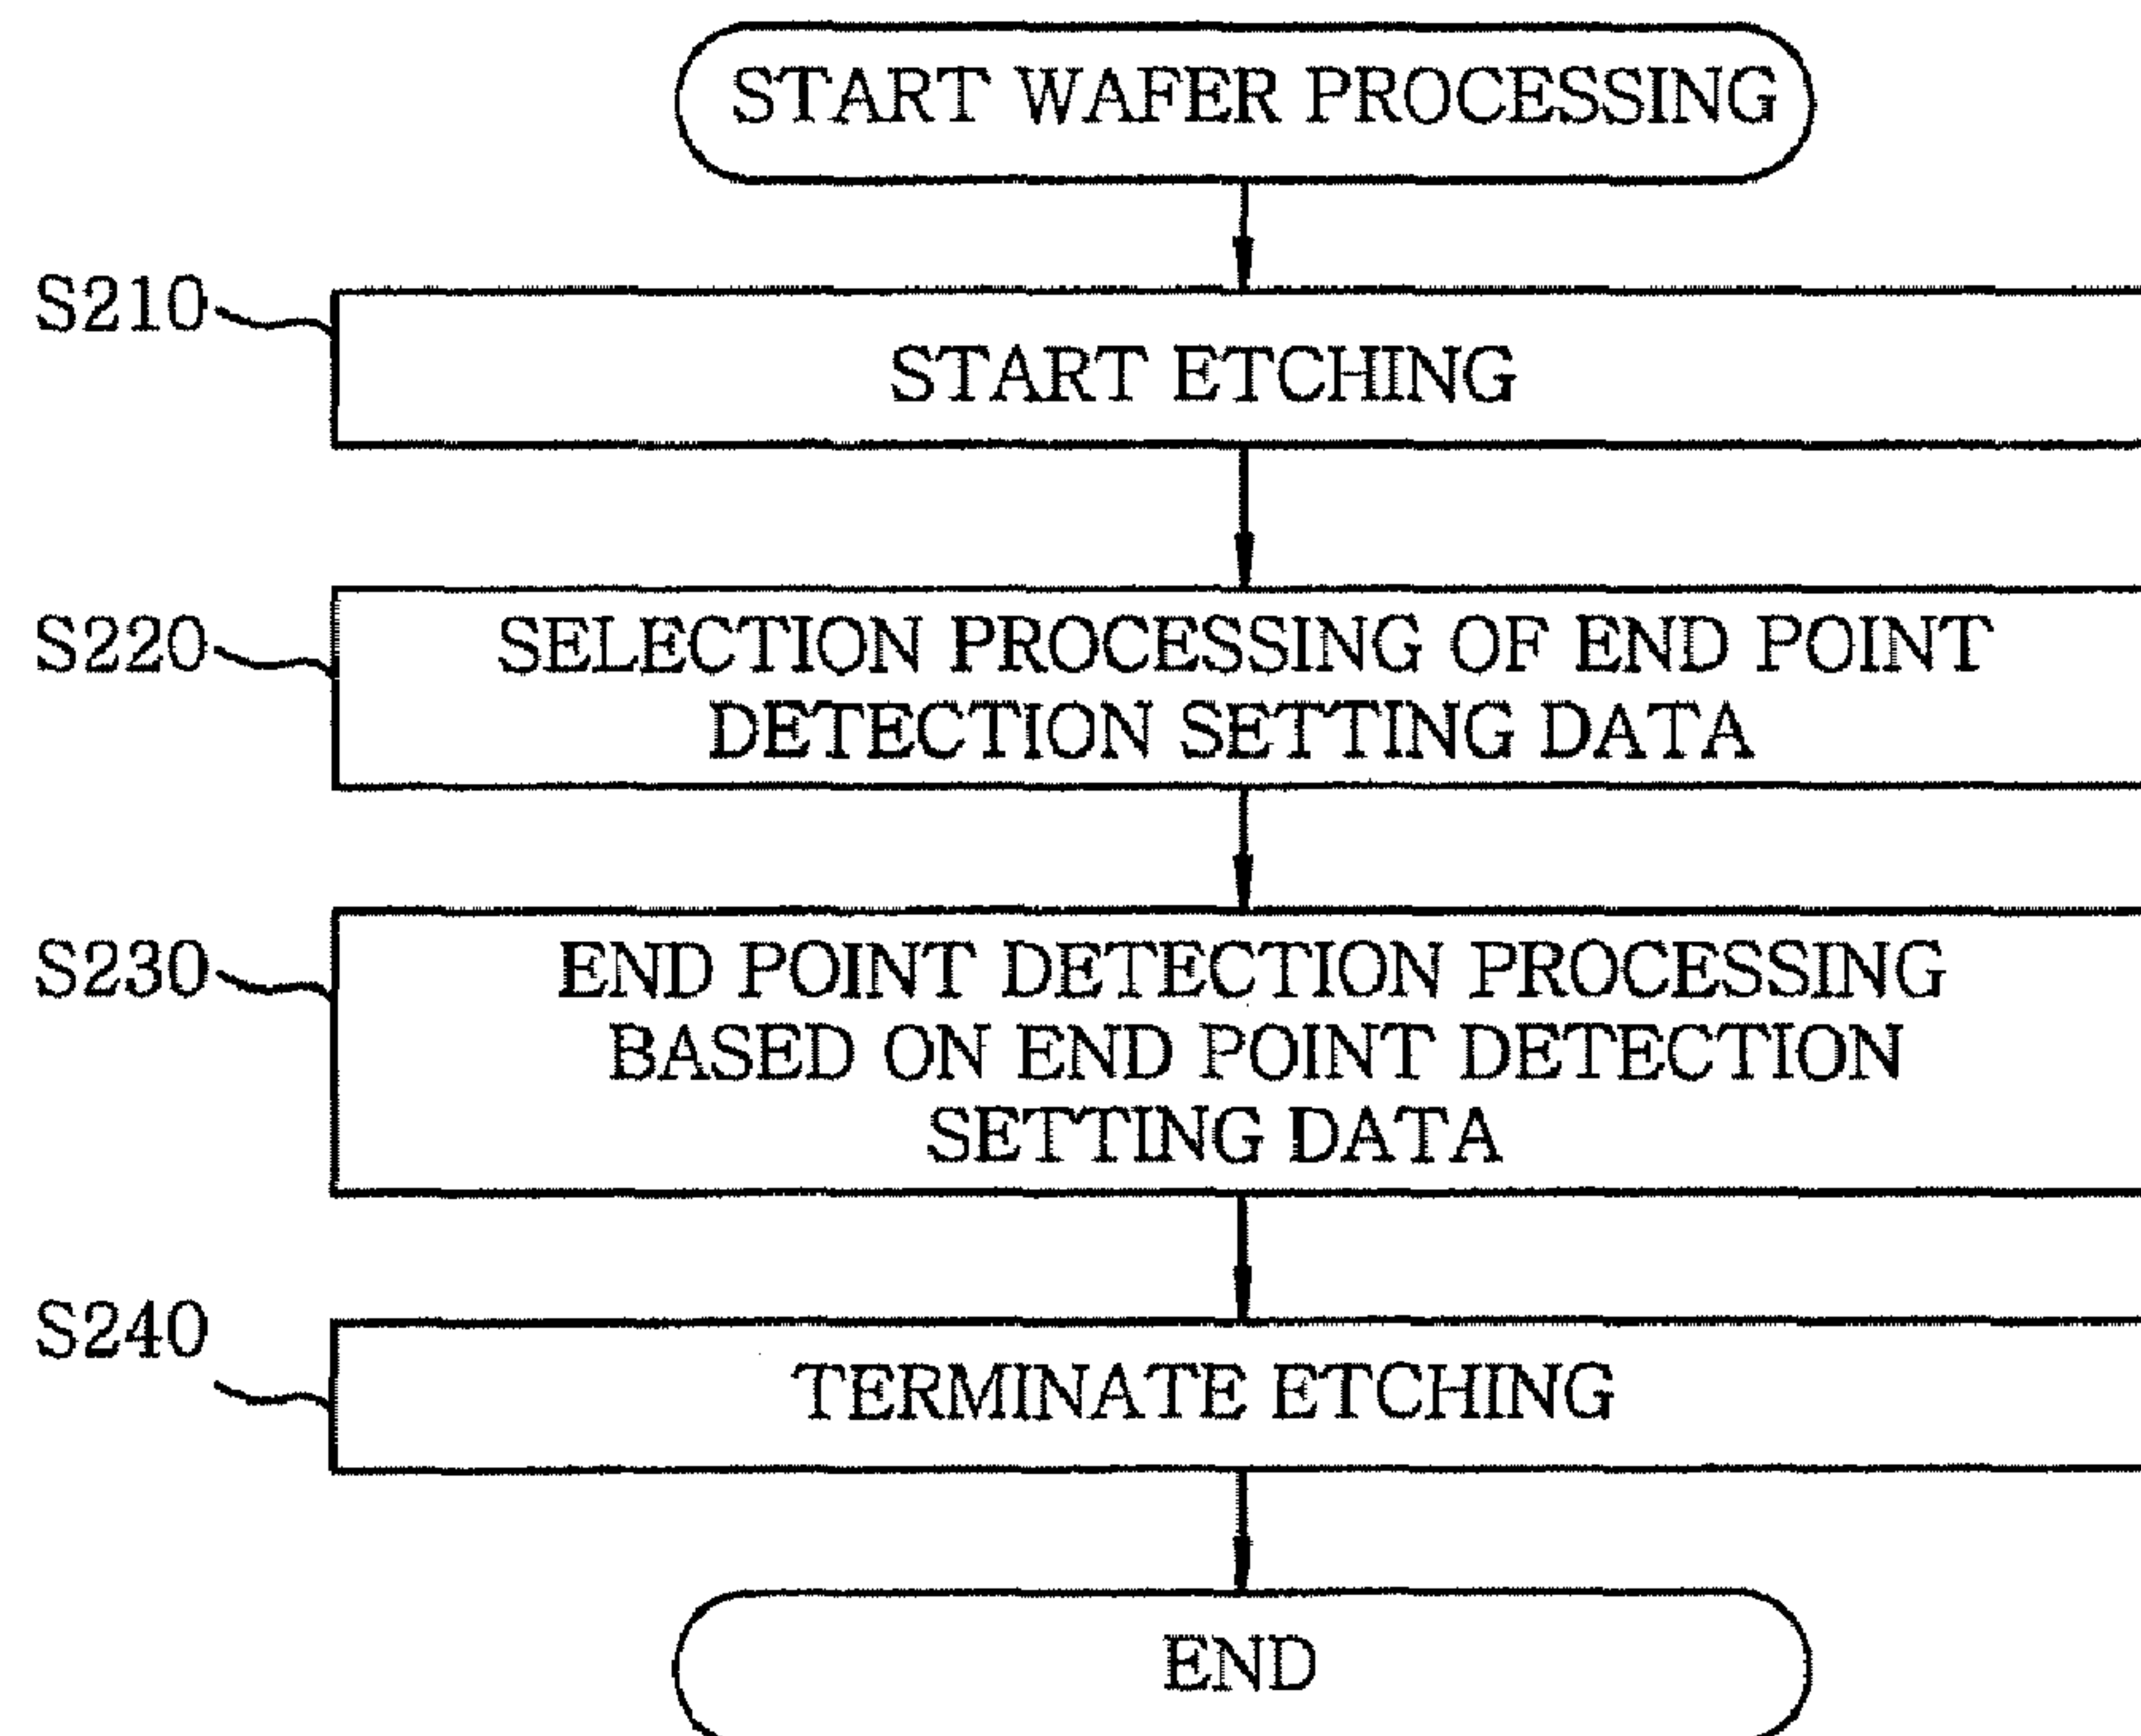 START WAFER PROCESSING
S210
START ETCHING
S220
SELECTION PROCESSING OF END POINT
DETECTION SETTING DATA
S230
END POINT DETECTION PROCESSING
BASED ON END POINT DETECTION
SETTING DATA
S240
TERMINATE ETCHING
END